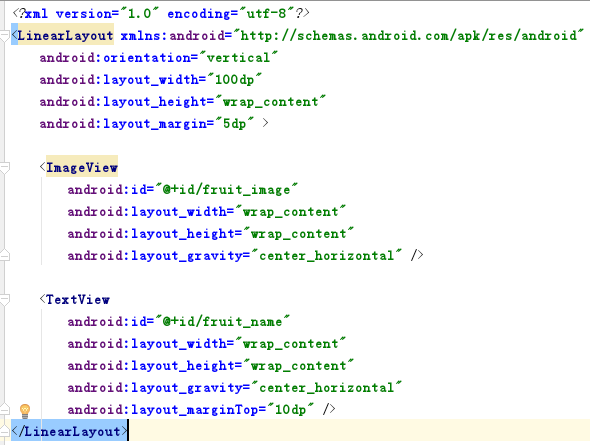 <?xml version="1.0" encoding="utf-8"?>
<LinearLayout xmlns:android="http://schemas.android.com/apk/res/android"
    android:orientation="vertical"
    android:layout_width="100dp"
    android:layout_height="wrap_content"
    android:layout_margin="5dp" >

    <ImageView
        android:id="@+id/fruit_image"
        android:layout_width="wrap_content"
        android:layout_height="wrap_content"
        android:layout_gravity="center_horizontal" />

    <TextView
        android:id="@+id/fruit_name"
        android:layout_width="wrap_content"
        android:layout_height="wrap_content"
        android:layout_gravity="center_horizontal"
        android:layout_marginTop="10dp" />
</LinearLayout>